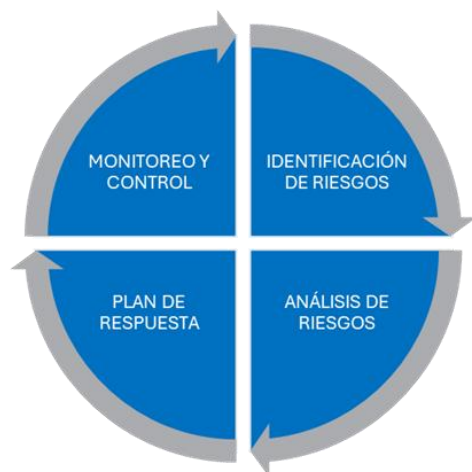 MONITOREO Y
CONTROL
IDENTIFICACIÓN
DE RIESGOS
PLAN DE
RESPUESTA
ANÁLISIS DE
RIESGOS